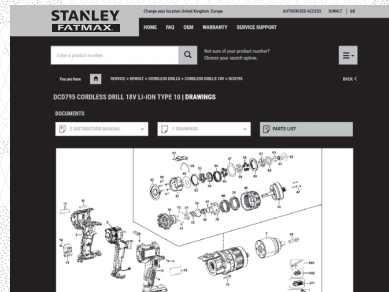 STANLEY
FATMAX
Change your location United Kingdom, Europe
AUTHORISED ACCESS
DeWALT
GB
HOME
FAQ
OEM
WARRANTY
SERVICE SUPPORT
Enter a product number.
Not sure of your product number?
Choose your search option.
You are here
SERVICE > DEWALT > CORDLESS DRILLS > CORDLESS DRILLS 18V > DCD795
BACK <
DCD795 CORDLESS DRILL 18V LI-ION TYPE 10 | DRAWINGS
DOCUMENTS
INSTRUCTION MANUAL
DRAWINGS
PARTS LIST